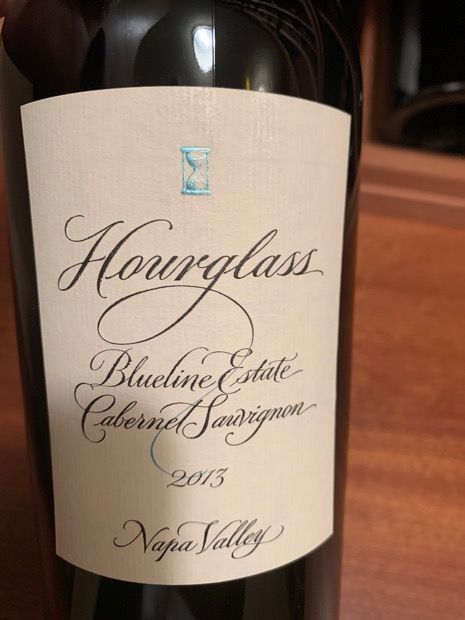 Hourglass
Blueline Estate
Cabernet Sauvignon
2013
Napa Valley